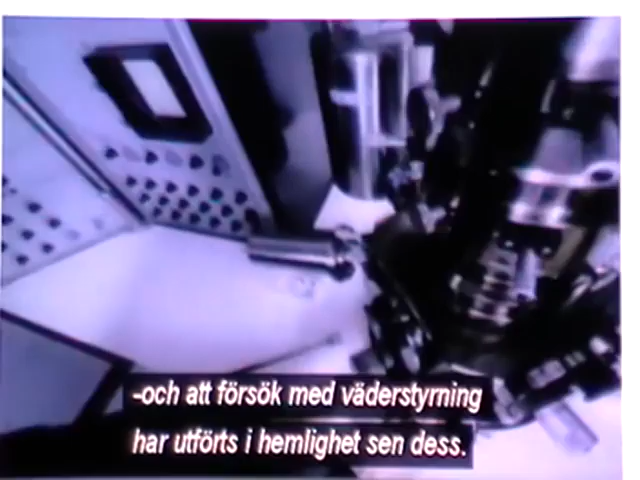 -och att försök med väderstyrning
har utförts i hemlighet sen dess.